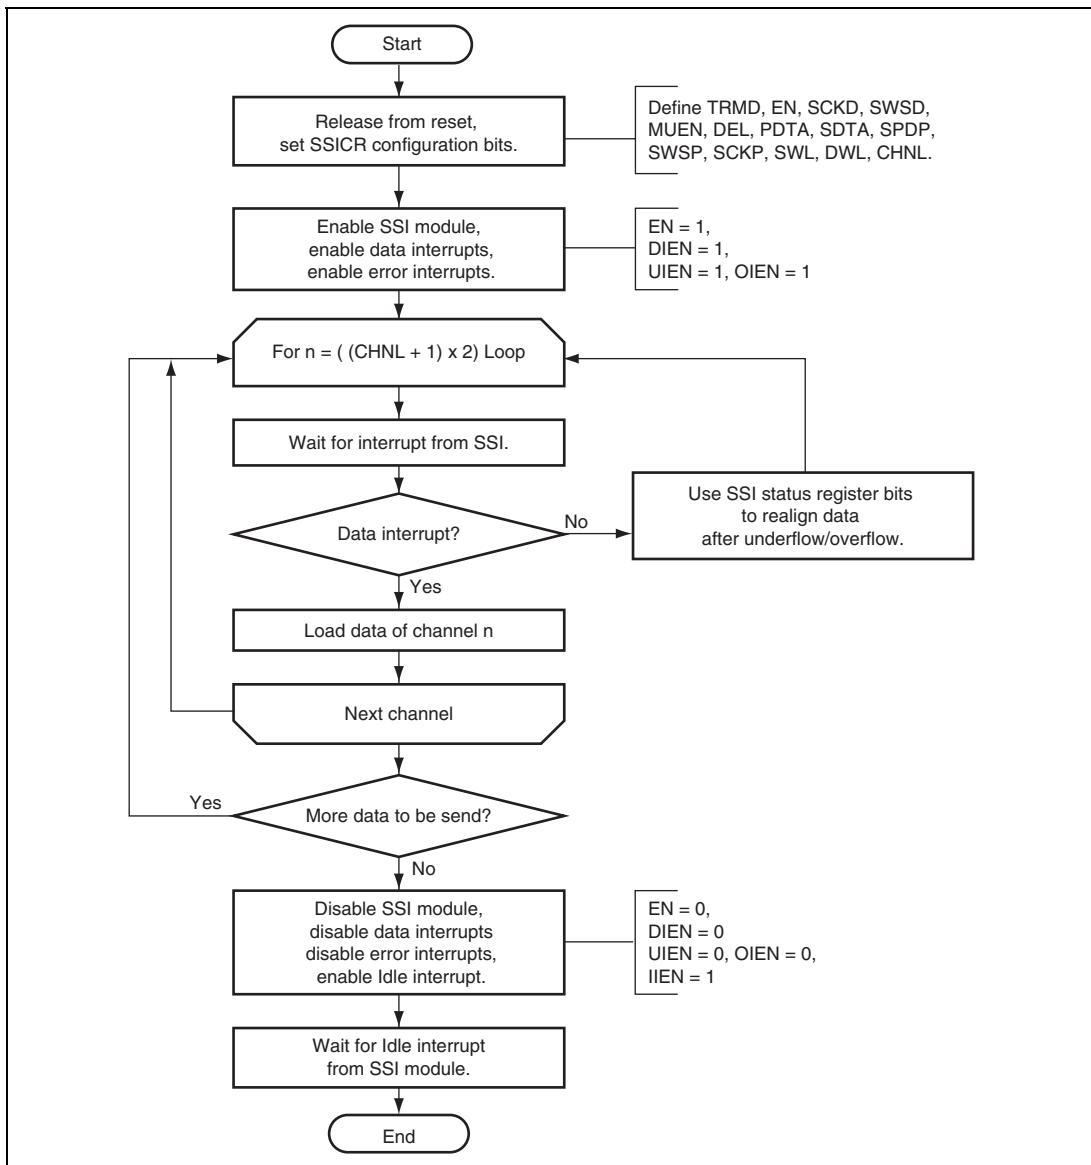 Start
Release from reset,
set SSICR configuration bits.
Define TRMD, EN, SCKD, SWSD,
MUEN, DEL, PDTA, SDTA, SPDP,
SWSP, SCKP, SWL, DWL, CHNL.
Enable SSI module,
enable data interrupts,
enable error interrupts.
EN = 1,
DIEN = 1,
UIEN = 1, OIEN = 1
For n = ( (CHNL + 1) x 2) Loop
Wait for interrupt from SSI.
Data interrupt?
No
Use SSI status register bits
to realign data
after underflow/overflow.
Yes
Load data of channel n
Next channel
Yes
More data to be send?
No
Disable SSI module,
disable data interrupts
disable error interrupts,
enable Idle interrupt.
EN = 0,
DIEN = 0
UIEN = 0, OIEN = 0,
IIEN = 1
Wait for Idle interrupt
from SSI module.
End